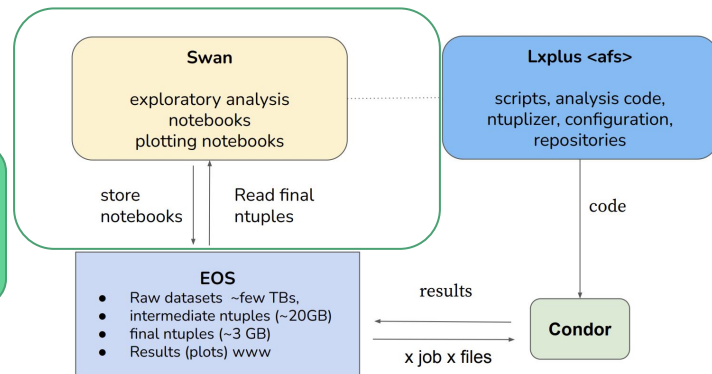 Swan
exploratory analysis
notebooks
plotting notebooks
Lxplus <afs>
scripts, analysis code,
ntuplizer, configuration,
repositories
store
notebooks
Read final
ntuples
code
EOS
● Raw datasets ~few TBs,
● intermediate ntuples (~20GB)
● final ntuples (~3 GB)
● Results (plots) www
results
x job x files
Condor